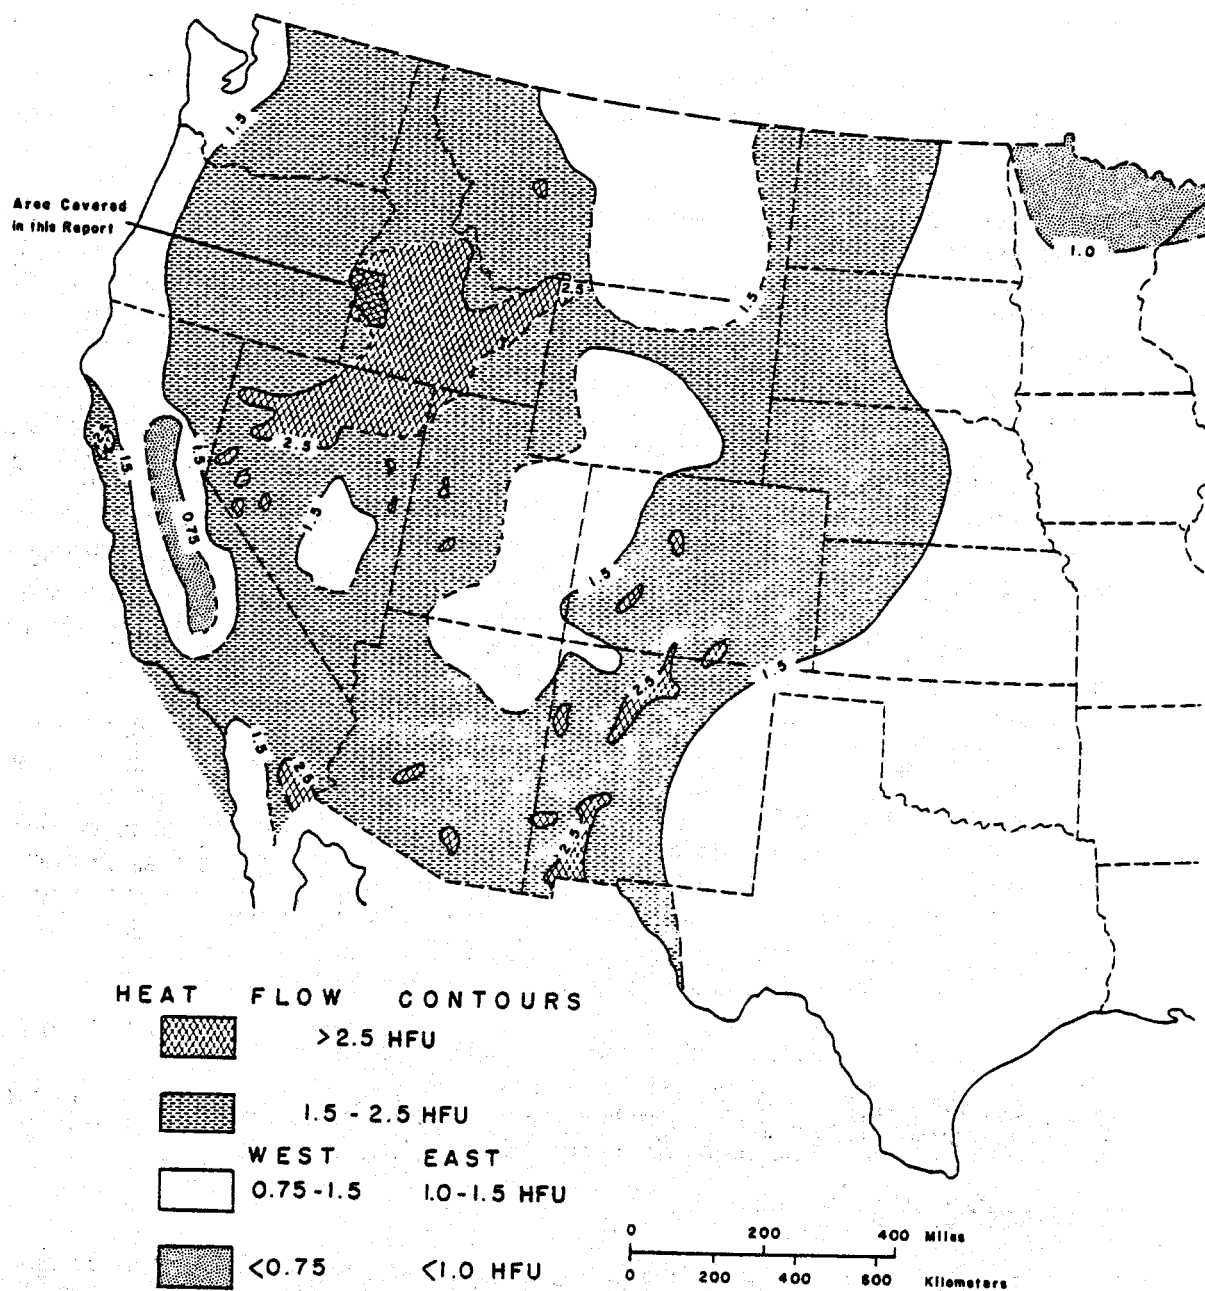 1.5
Area Covered
in this Report
1.0
2.5
1.5
2.5
1.5
1.5
0.75
1.5
1.5
2.5
1.5
1.5
2.5
2.5
HEAT FLOW CONTOURS
>2.5 HFU
1.5 - 2.5 HFU
WEST EAST
0.75-1.5 1.0-1.5 HFU
<0.75 <1.0 HFU
0 200 400 Miles
0 200 400 600 Kilometers